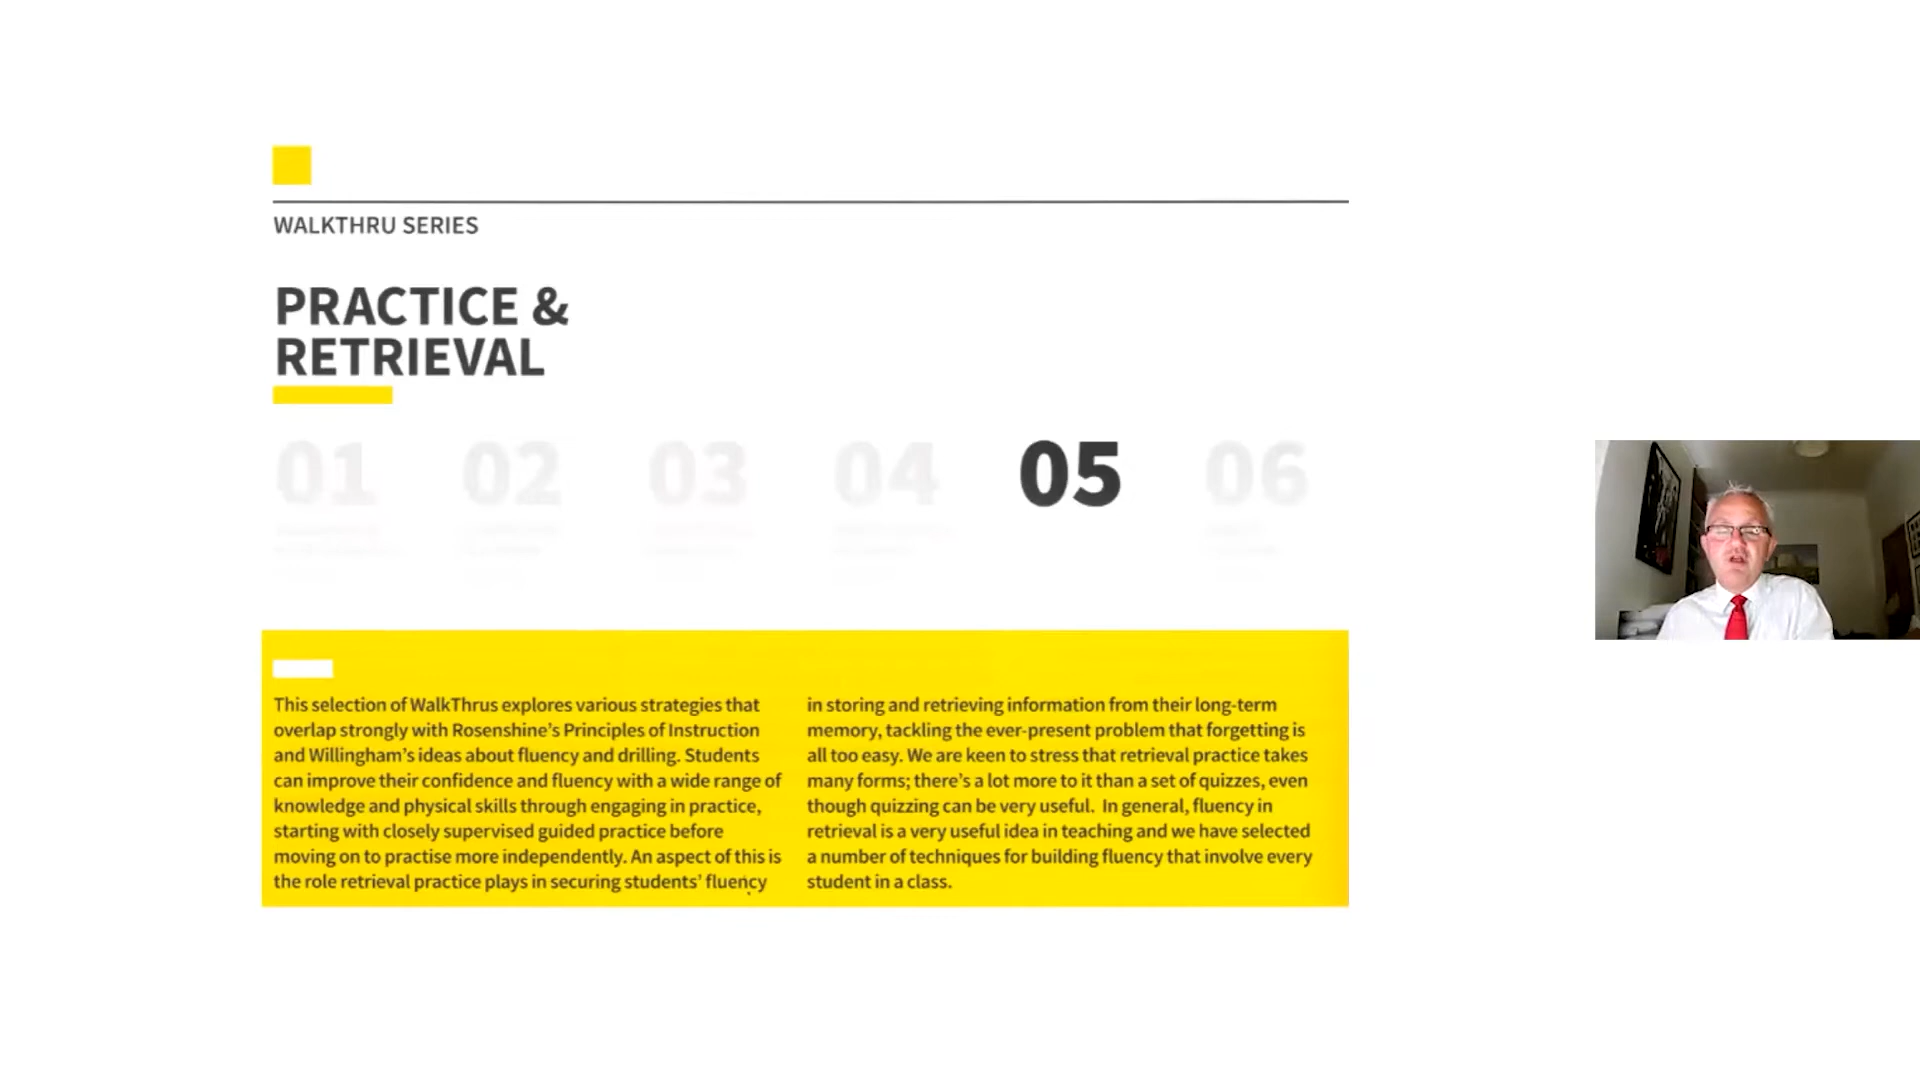 WALKTHRU SERIES
PRACTICE &
RETRIEVAL
01 02 03 04 05 06
This selection of WalkThrus explores various strategies that
overlap strongly with Rosenshine's Principles of Instruction
and Willingham's ideas about fluency and drilling. Students
can improve their confidence and fluency with a wide range of
knowledge and physical skills through engaging in practice,
starting with closely supervised guided practice before
moving on to practise more independently. An aspect of this is
the role retrieval practice plays in securing students' fluency
in storing and retrieving information from their long-term
memory, tackling the ever-present problem that forgetting is
all too easy. We are keen to stress that retrieval practice takes
many forms; there's a lot more to it than a set of quizzes, even
though quizzing can be very useful.  In general, fluency in
retrieval is a very useful idea in teaching and we have selected
a number of techniques for building fluency that involve every
student in a class.